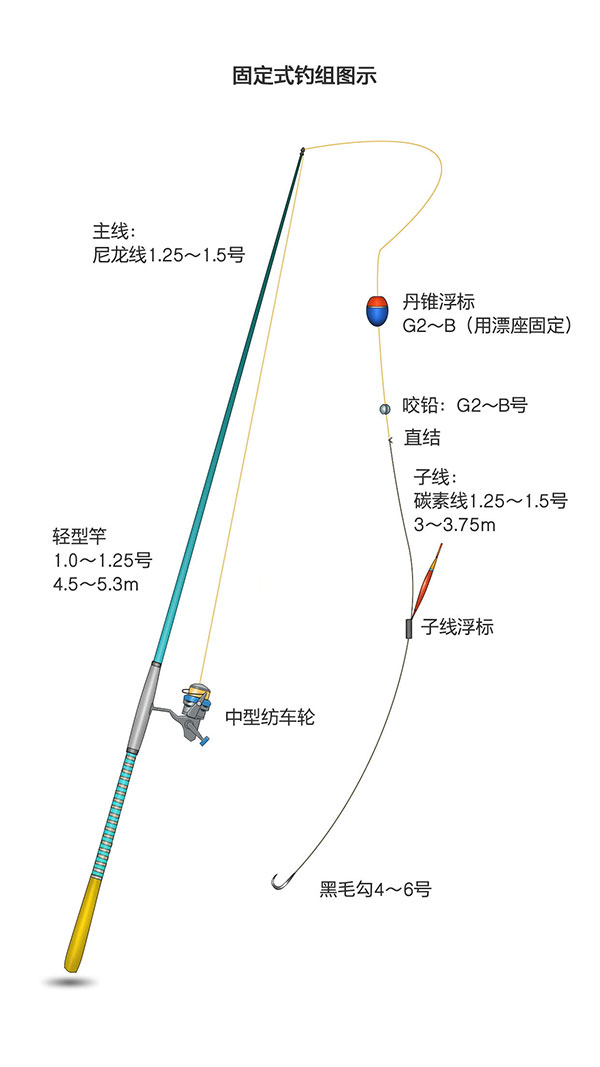 固定式钓组图示
主线：
尼龙线1.25～1.5号
丹锥浮标
G2～B（用漂座固定）
咬铅：G2～B号
直结
子线：
碳素线1.25～1.5号
3～3.75m
轻型竿
1.0～1.25号
4.5～5.3m
子线浮标
中型纺车轮
黑毛勾4～6号